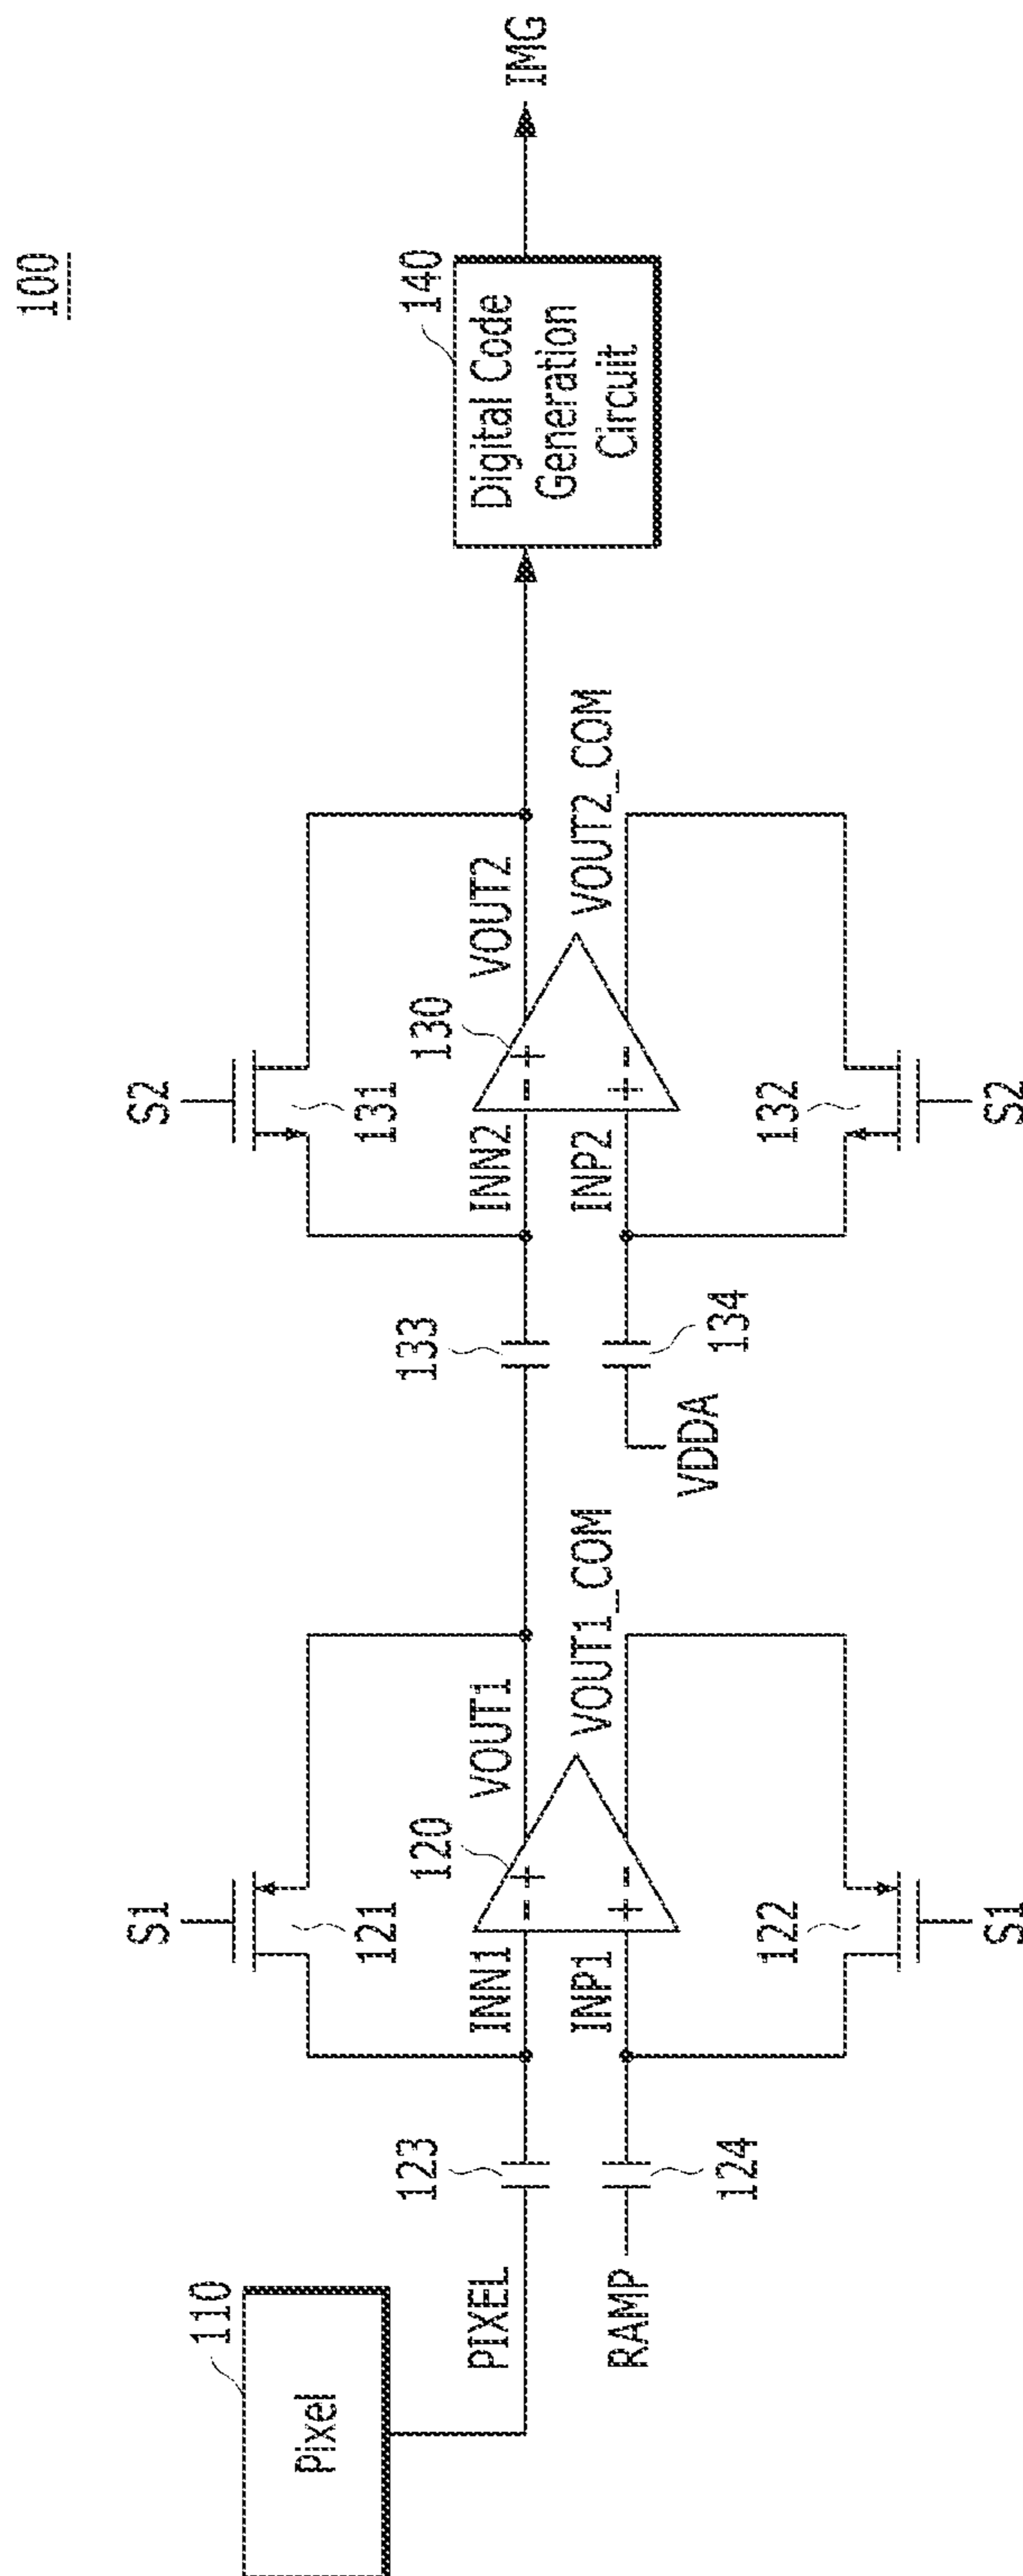 100
S1
S2
110
Pixel
121
131
140
Digital Code
Generation
Circuit
IMG
123
120
133
130
PIXEL
INN1
VOUT1
INN2
VOUT2
- +
- +
RAMP
INP1
VOUT1_COM
INP2
VOUT2_COM
+ -
+ -
124
VDDA
134
122
132
S1
S2